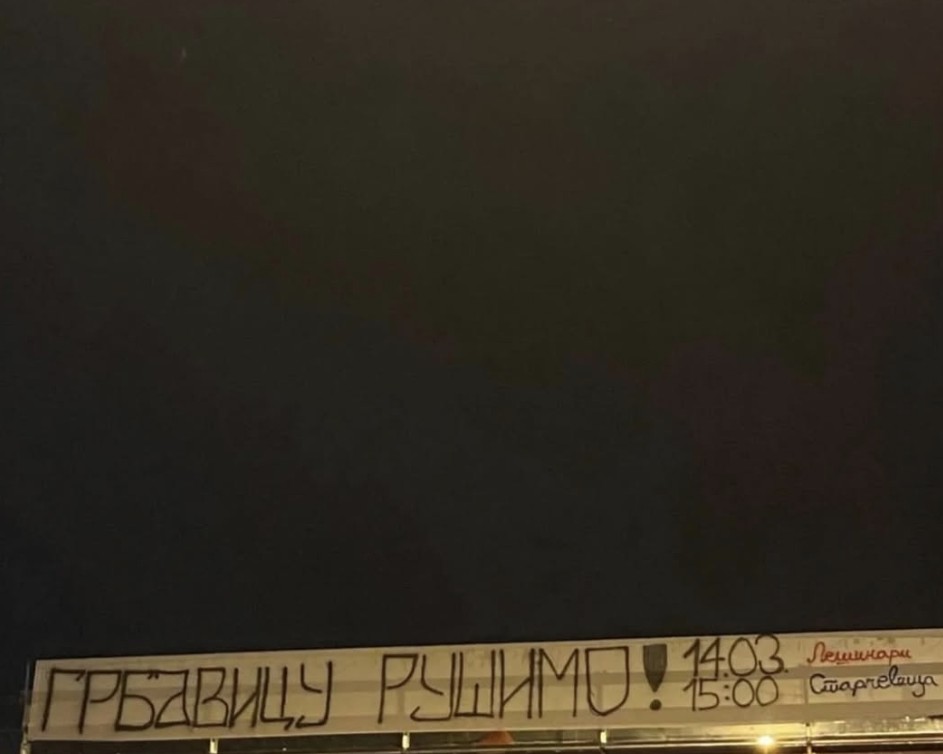 ГРБАВИЦУ РУШИМО!
14.03.
15:00
Лешинари
Старчевица